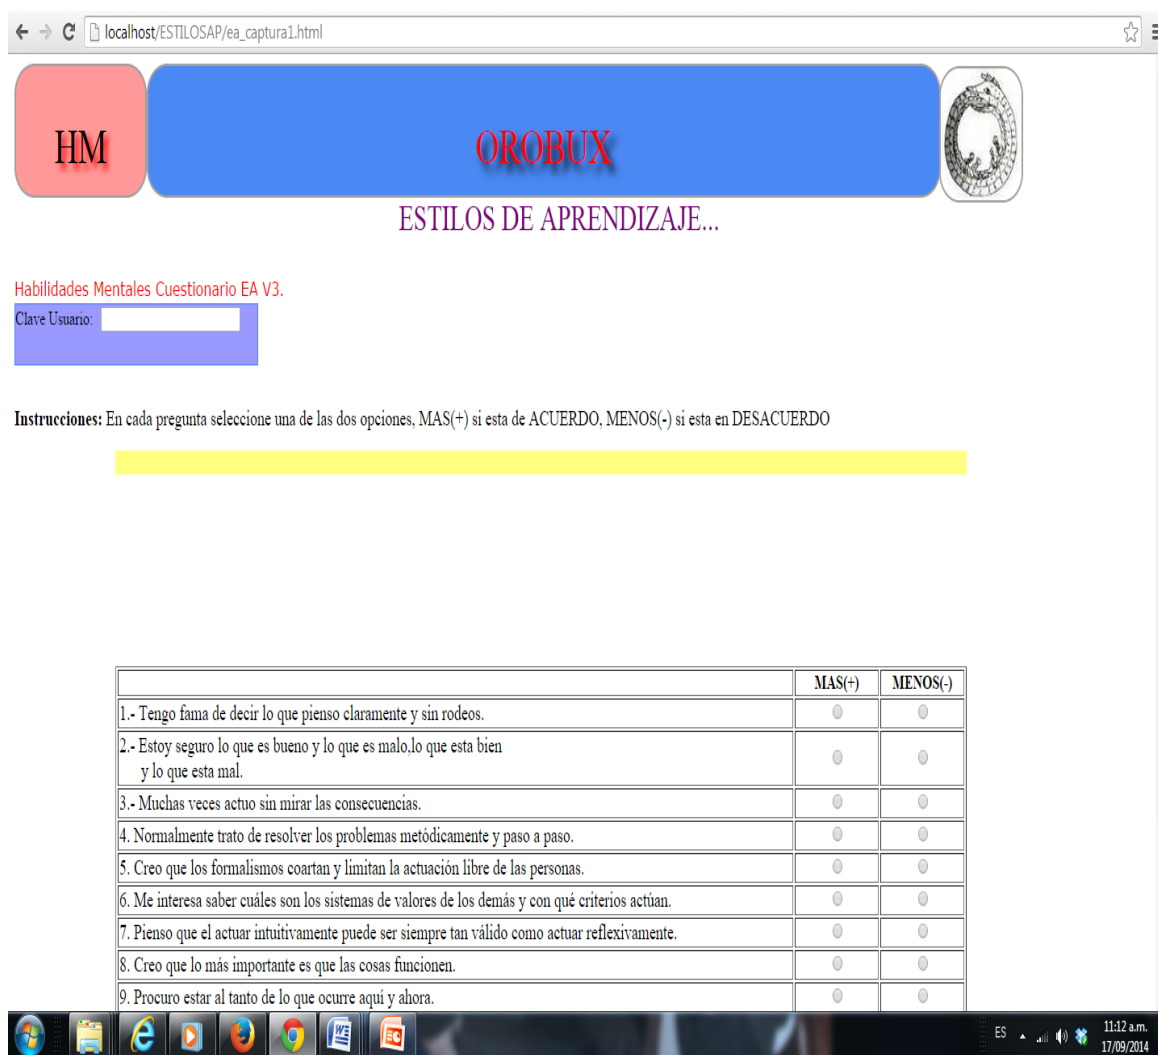 localhost/ESTILOSAP/ea_captura1.html
HM
OROBUX
ESTILOS DE APRENDIZAJE...
Habilidades Mentales Cuestionario EA V3.
Clave Usuario:
Instrucciones: En cada pregunta seleccione una de las dos opciones, MAS(+) si esta de ACUERDO, MENOS(-) si esta en DESACUERDO
MAS(+) MENOS(-)
1.- Tengo fama de decir lo que pienso claramente y sin rodeos.
2.- Estoy seguro lo que es bueno y lo que es malo,lo que esta bien
y lo que esta mal.
3.- Muchas veces actuo sin mirar las consecuencias.
4. Normalmente trato de resolver los problemas metódicamente y paso a paso.
5. Creo que los formalismos coartan y limitan la actuación libre de las personas.
6. Me interesa saber cuáles son los sistemas de valores de los demás y con qué criterios actúan.
7. Pienso que el actuar intuitivamente puede ser siempre tan válido como actuar reflexivamente.
8. Creo que lo más importante es que las cosas funcionen.
9. Procuro estar al tanto de lo que ocurre aquí y ahora.
ES
11:12 a.m.
17/09/2014